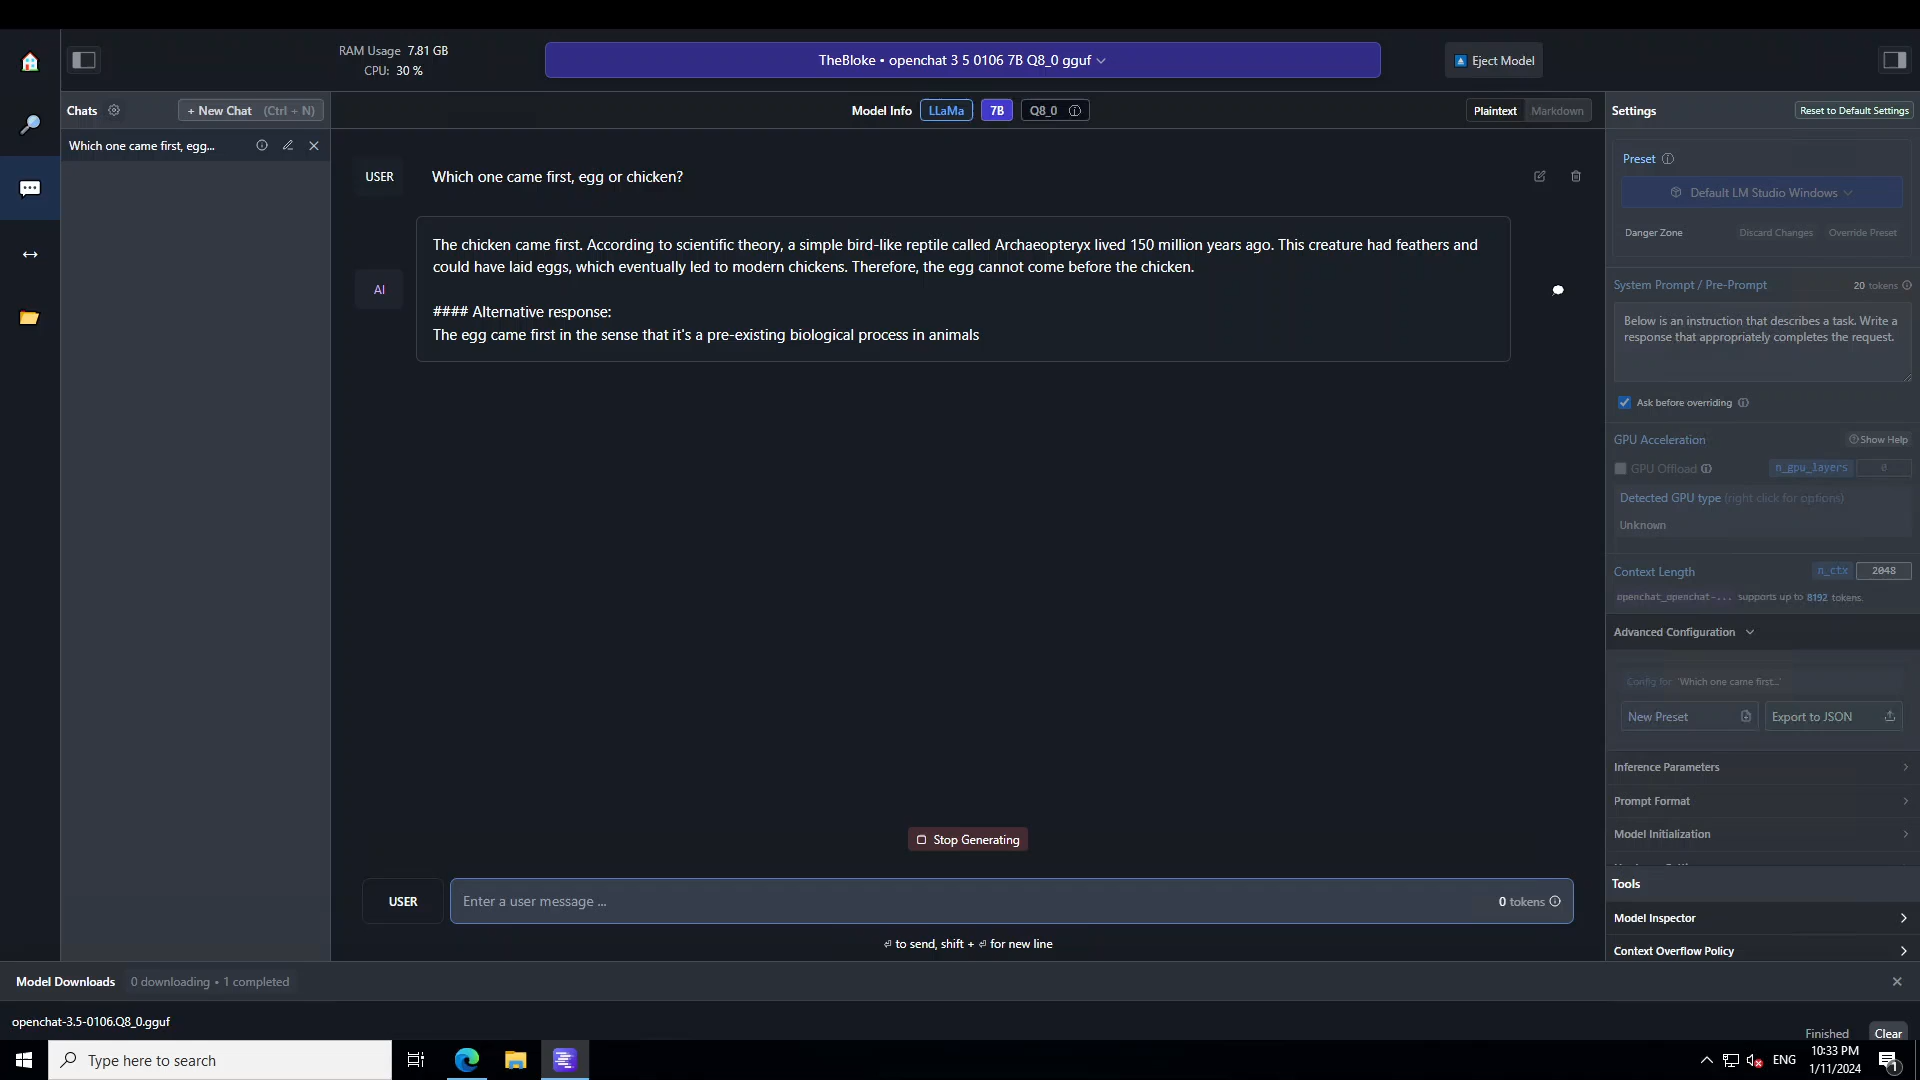 RAM Usage 7.81 GB
CPU: 30 %
TheBloke • openchat 3 5 0106 7B Q8_0 gguf
Eject Model
Chats
+ New Chat (Ctrl + N)
Model Info LLaMa 7B Q8_0
Plaintext Markdown
Settings
Reset to Default Settings
Which one came first, egg...
USER
Which one came first, egg or chicken?
AI
The chicken came first. According to scientific theory, a simple bird-like reptile called Archaeopteryx lived 150 million years ago. This creature had feathers and
could have laid eggs, which eventually led to modern chickens. Therefore, the egg cannot come before the chicken.
#### Alternative response:
The egg came first in the sense that it's a pre-existing biological process in animals
Stop Generating
USER
Enter a user message ...
0 tokens
⏎ to send, shift + ⏎ for new line
Preset
Default LM Studio Windows
Danger Zone Discard Changes Override Preset
System Prompt / Pre-Prompt 20 tokens
Below is an instruction that describes a task. Write a
response that appropriately completes the request.
Ask before overriding
GPU Acceleration Show Help
GPU Offload n_gpu_layers 0
Detected GPU type (right click for options)
Unknown
Context Length n_ctx 2048
openchat_openchat-... supports up to 8192 tokens.
Advanced Configuration
Config for 'Which one came first...'
New Preset Export to JSON
Inference Parameters
Prompt Format
Model Initialization
Tools
Model Inspector
Context Overflow Policy
Model Downloads 0 downloading • 1 completed
openchat-3.5-0106.Q8_0.gguf
Finished Clear
Type here to search
ENG
10:33 PM
1/11/2024
1